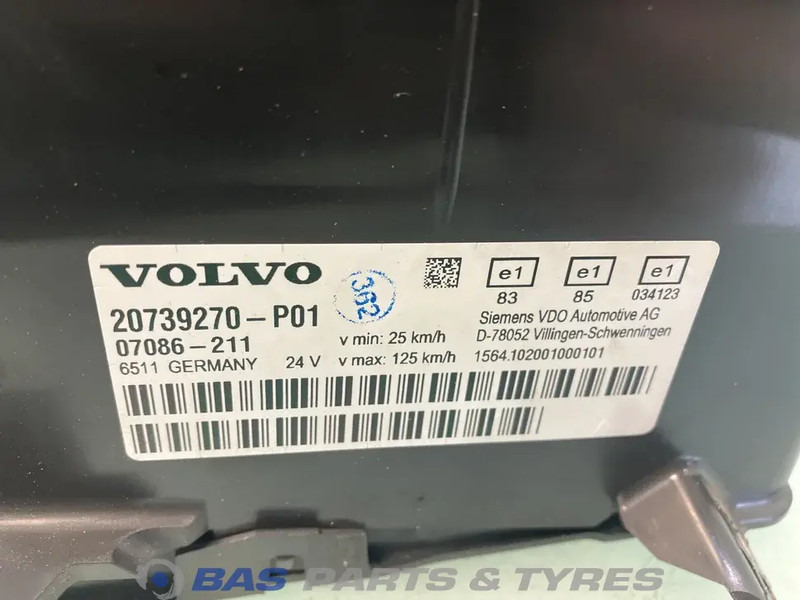 VOLVO
20739270-P01
07086-211
6511 GERMANY 24 V
362
v min: 25 km/h
v max: 125 km/h
e1 e1 e1
83 85 034123
Siemens VDO Automotive AG
D-78052 Villingen-Schwenningen
1564.102001000101
BAS PARTS & TYRES